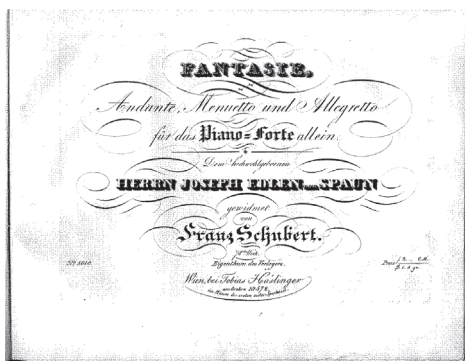 FANTASIE,
Andante, Menuetto und Allegretto
für das Piano=Forte allein.
Dem hochwohlgebornen
HERRN JOSEPH EDLEN von SPAUN
gewidmet
von
Franz Schubert.
78tes Werk
Eigenthum des Verlegers.
Wien, bei Tobias Haslinger